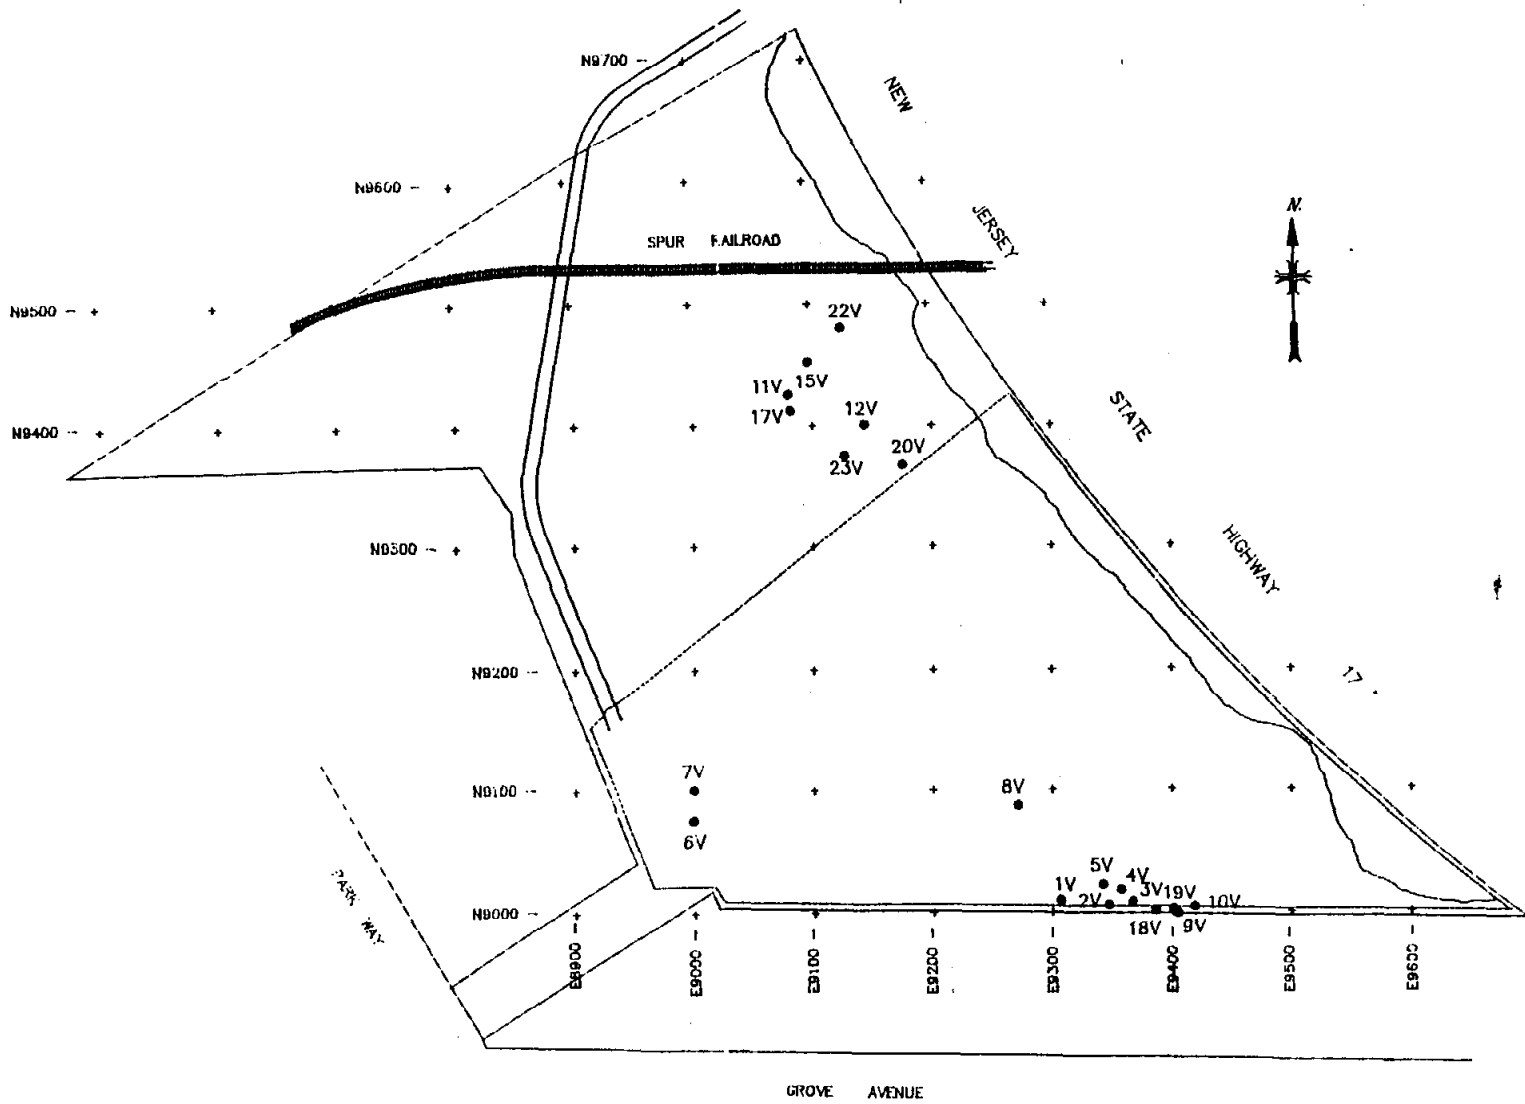 N9700
NEW
N9600
N.
JERSEY
SPUR RAILROAD
N9500
22V
15V
11V
STATE
17V
12V
N9400
20V
23V
HIGHWAY
N9300
N9200
17
7V
8V
N9100
6V
5V
4V
1V
3V
19V
2V
10V
PARK WAY
N9000
18V
9V
E8900
E9000
E9100
E9200
E9300
E9400
E9500
E9600
GROVE AVENUE